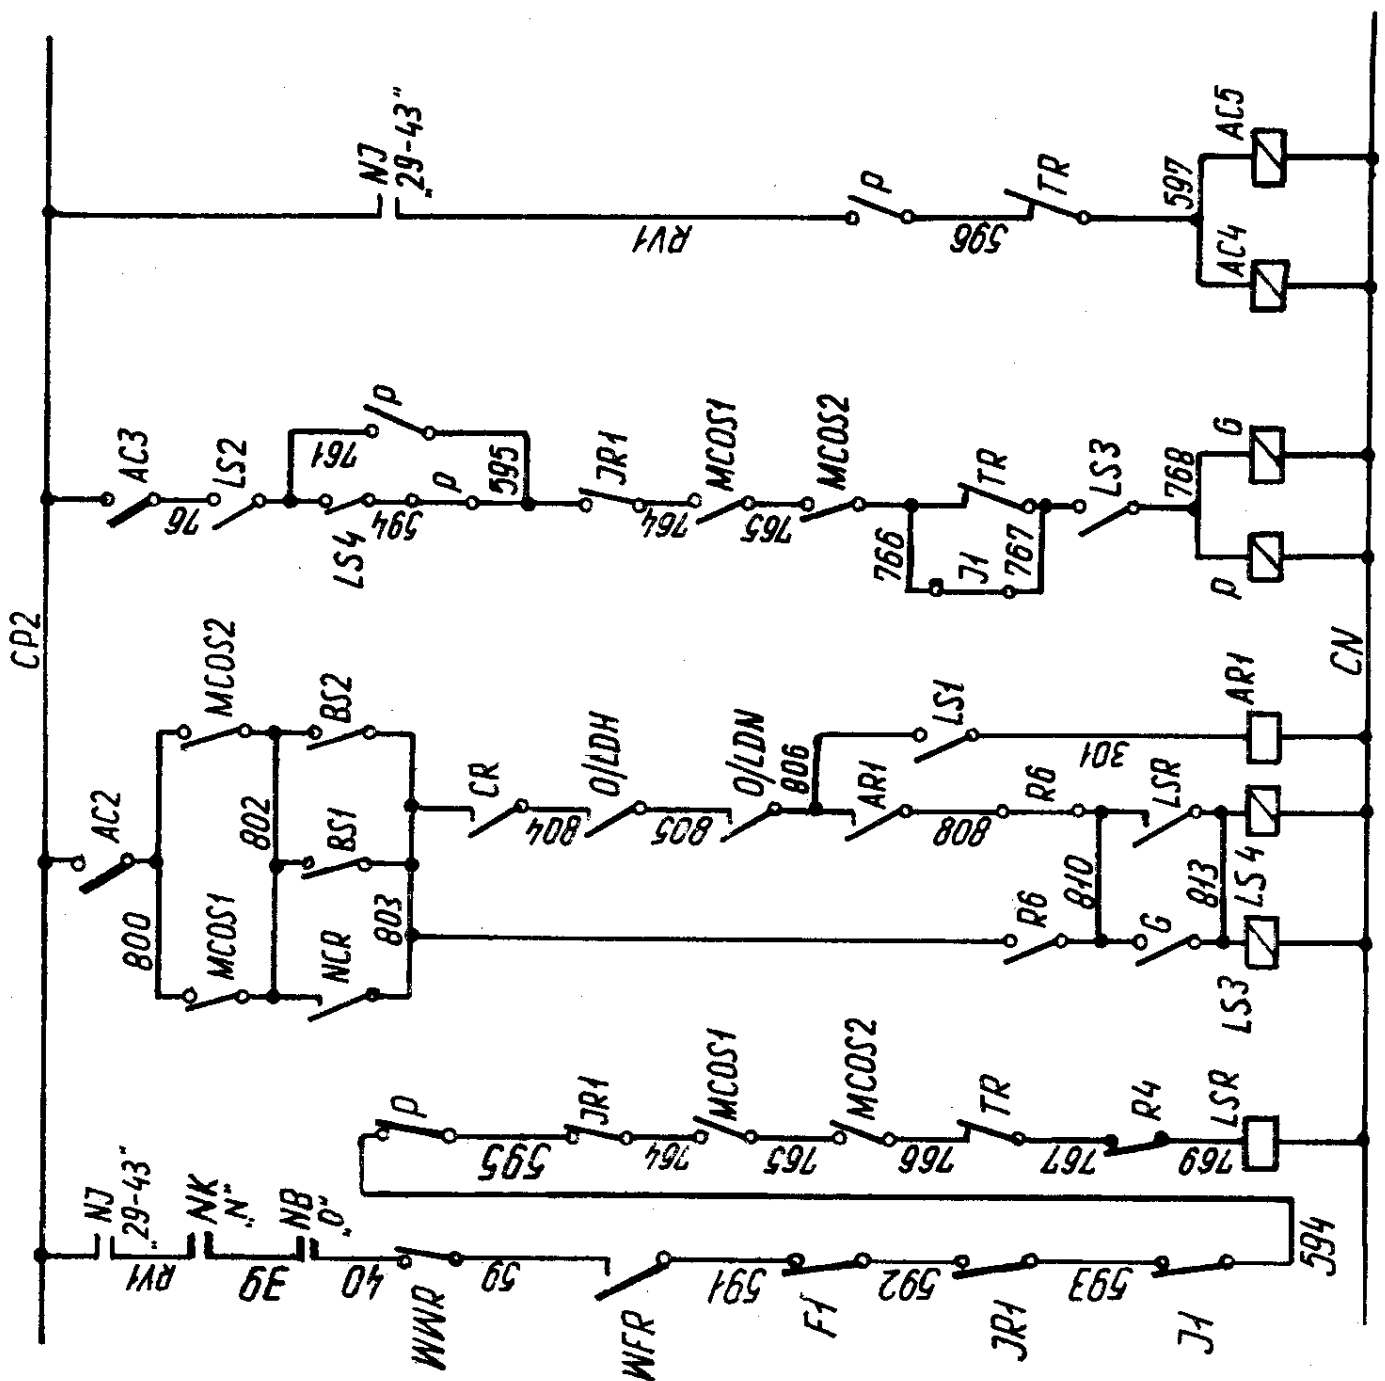 CP2
CN
NJ
„29-43”
RV1
P
596
TR
597
AC4
AC5
AC3
76
LS2
761
P
LS4
594
P
595
JR1
764
MCOS1
765
MCOS2
766
TR
J1
767
LS3
768
P
G
AC2
800
MCOS2
MCOS1
802
BS2
BS1
NCR
803
CR
804
O/LDH
805
O/LDN
806
LS1
301
AR1
AR1
808
R6
R6
810
LSR
G
813
LS4
LS3
NJ
„29-43”
RV1
NK
„N”
39
NB
„O”
40
WWR
59
WFR
591
F1
592
JR1
593
J1
594
P
595
JR1
764
MCOS1
765
MCOS2
766
TR
767
R4
769
LSR